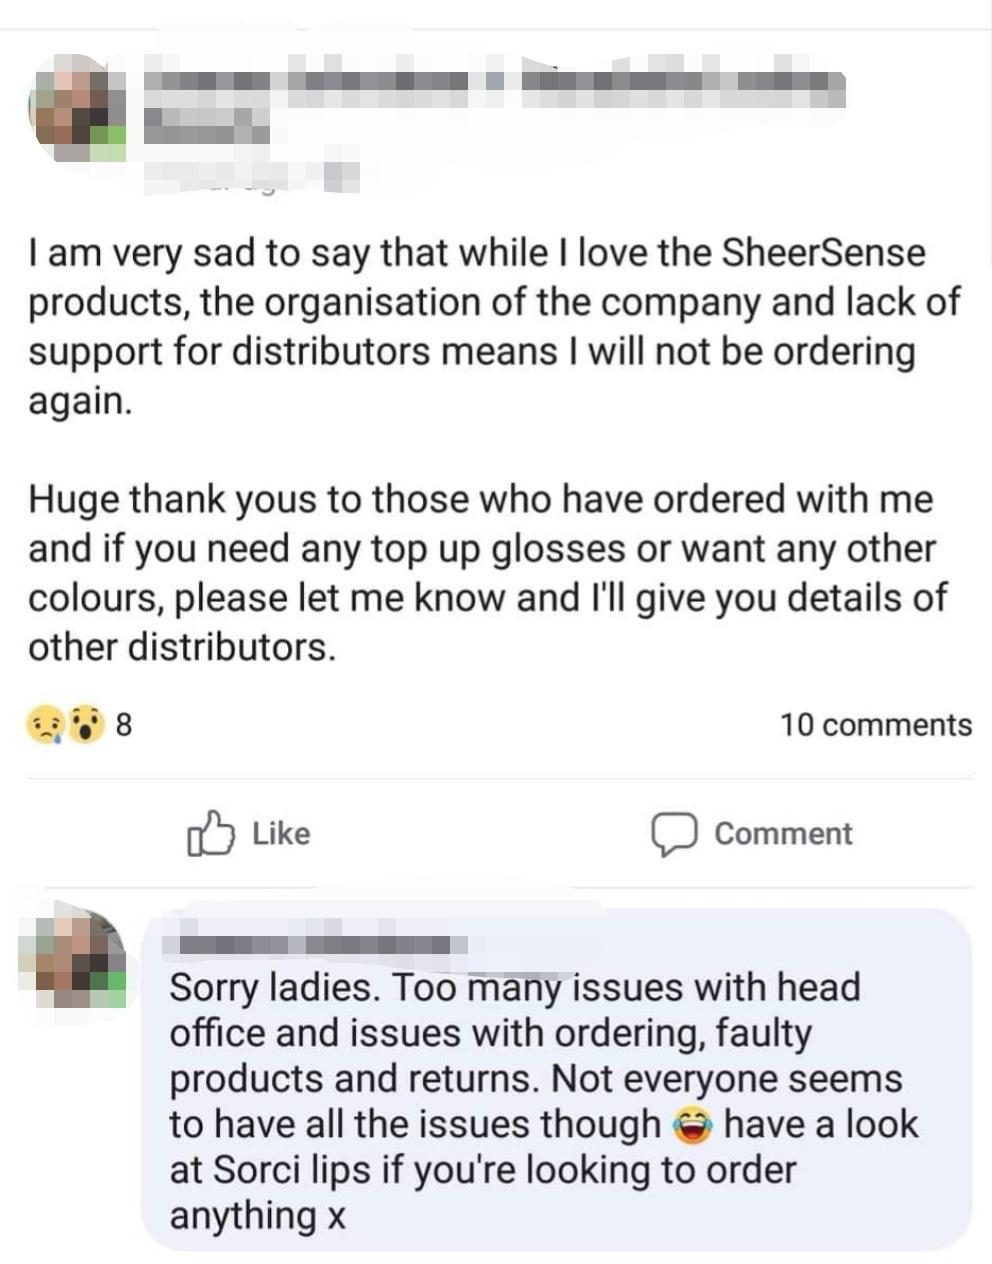 I am very sad to say that while I love the SheerSense
products, the organisation of the company and lack of
support for distributors means I will not be ordering
again.
Huge thank yous to those who have ordered with me
and if you need any top up glosses or want any other
colours, please let me know and I'll give you details of
other distributors.
8
10 comments
Like
Comment
Sorry ladies. Too many issues with head
office and issues with ordering, faulty
products and returns. Not everyone seems
to have all the issues though 😂 have a look
at Sorci lips if you're looking to order
anything x